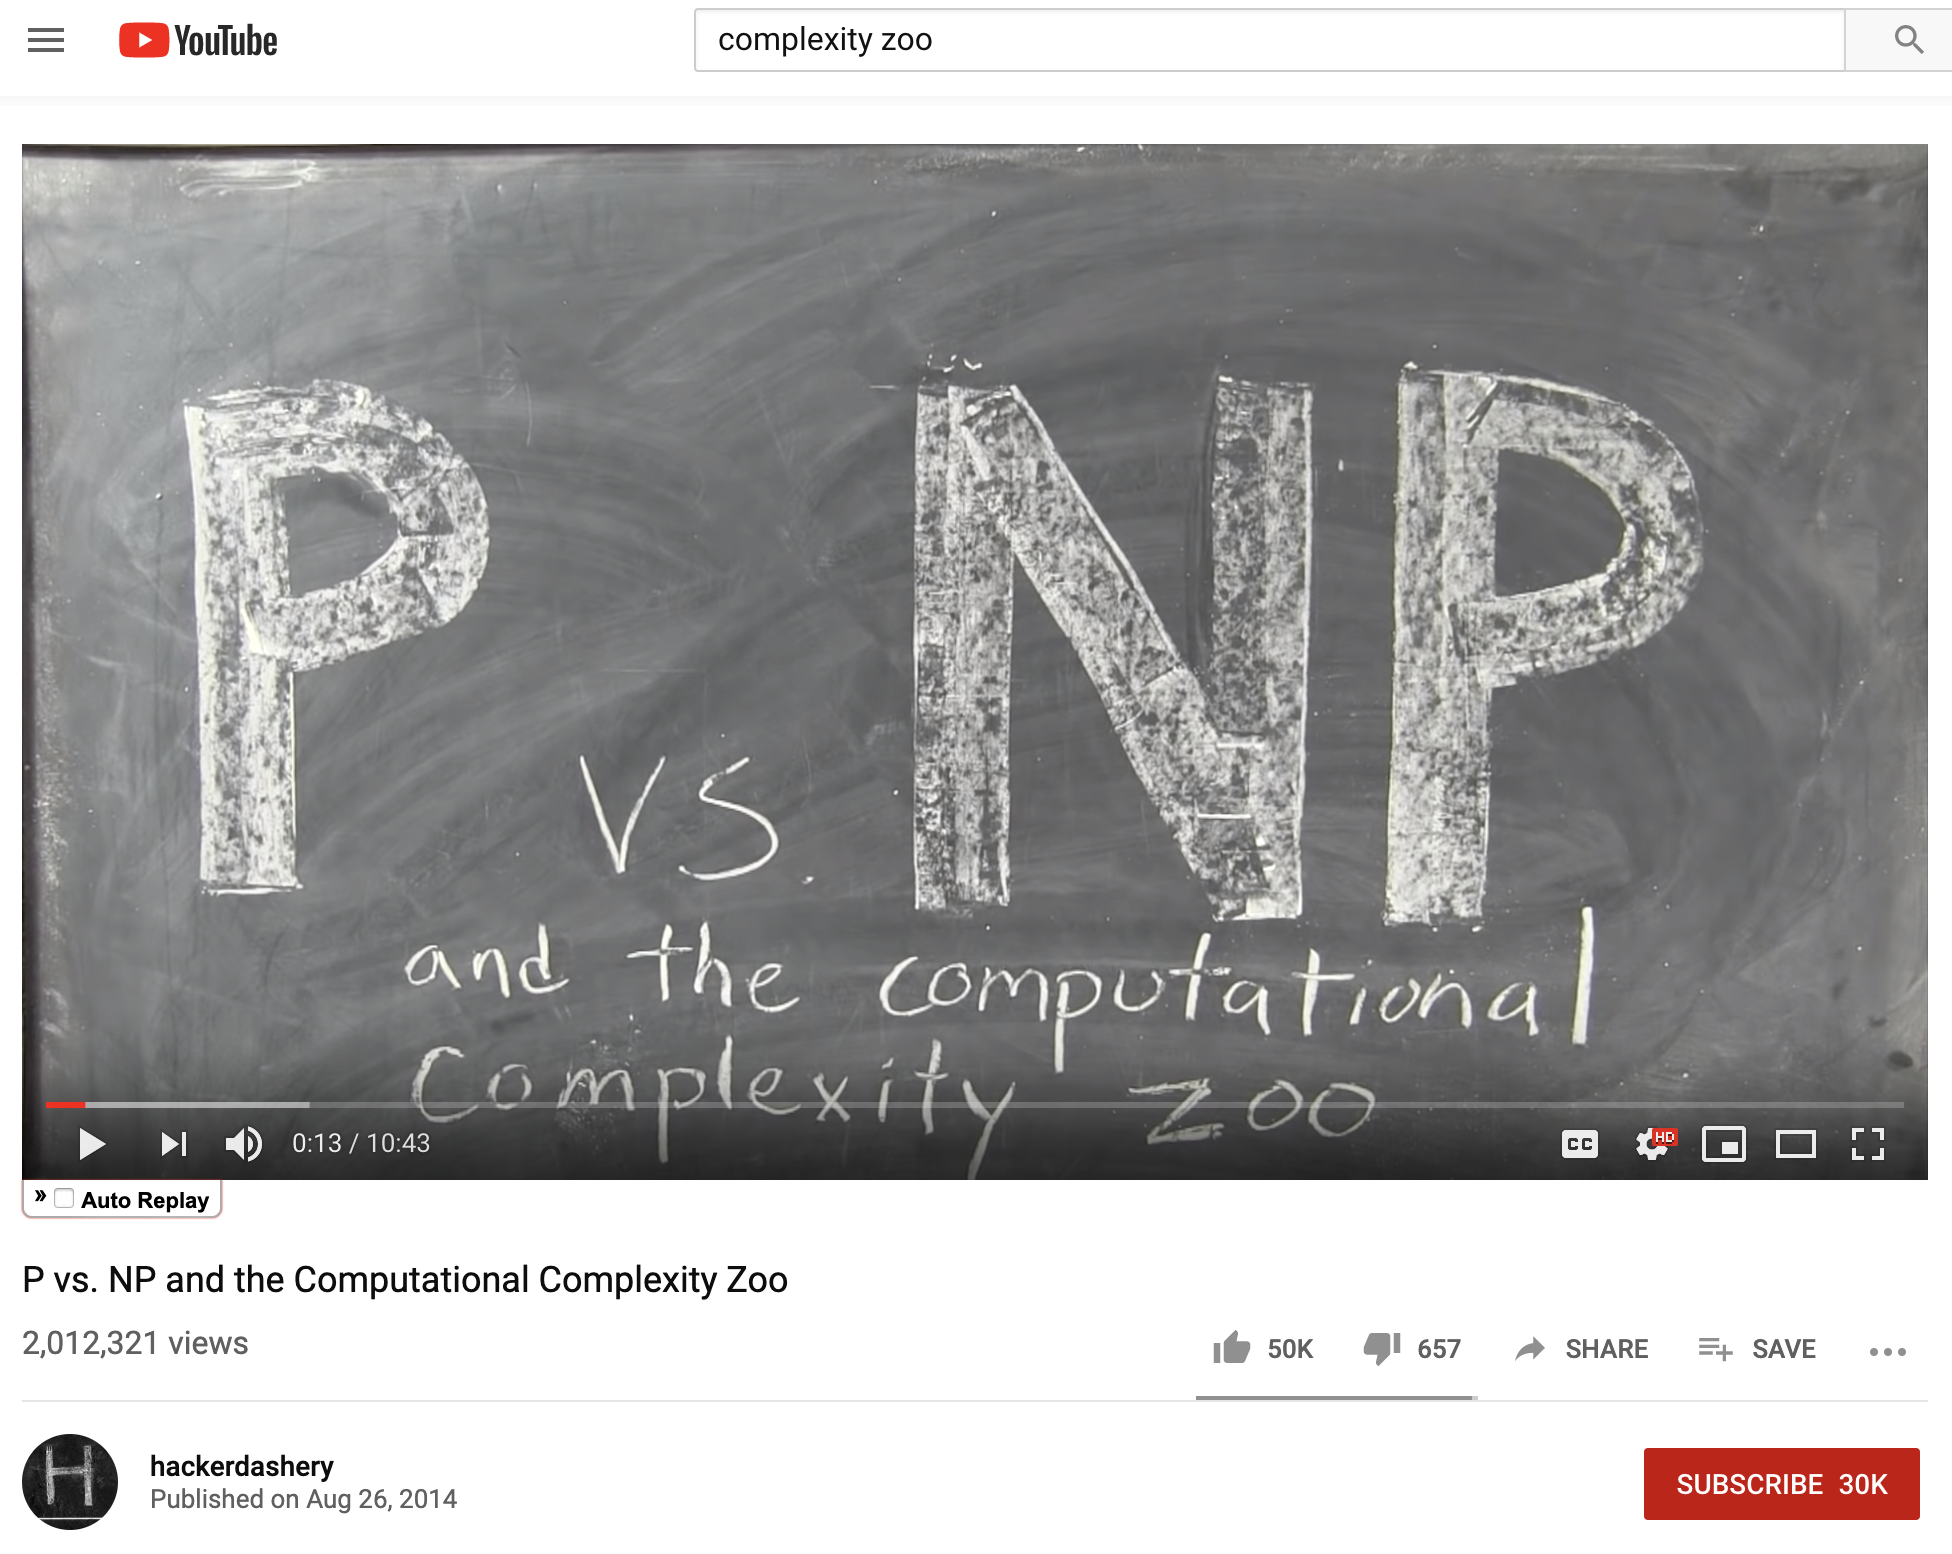 YouTube
complexity zoo
P vs. NP
and the computational
Complexity zoo
0:13 / 10:43
CC
HD
» Auto Replay
P vs. NP and the Computational Complexity Zoo
2,012,321 views
50K 657 SHARE SAVE
H
hackerdashery
Published on Aug 26, 2014
SUBSCRIBE 30K